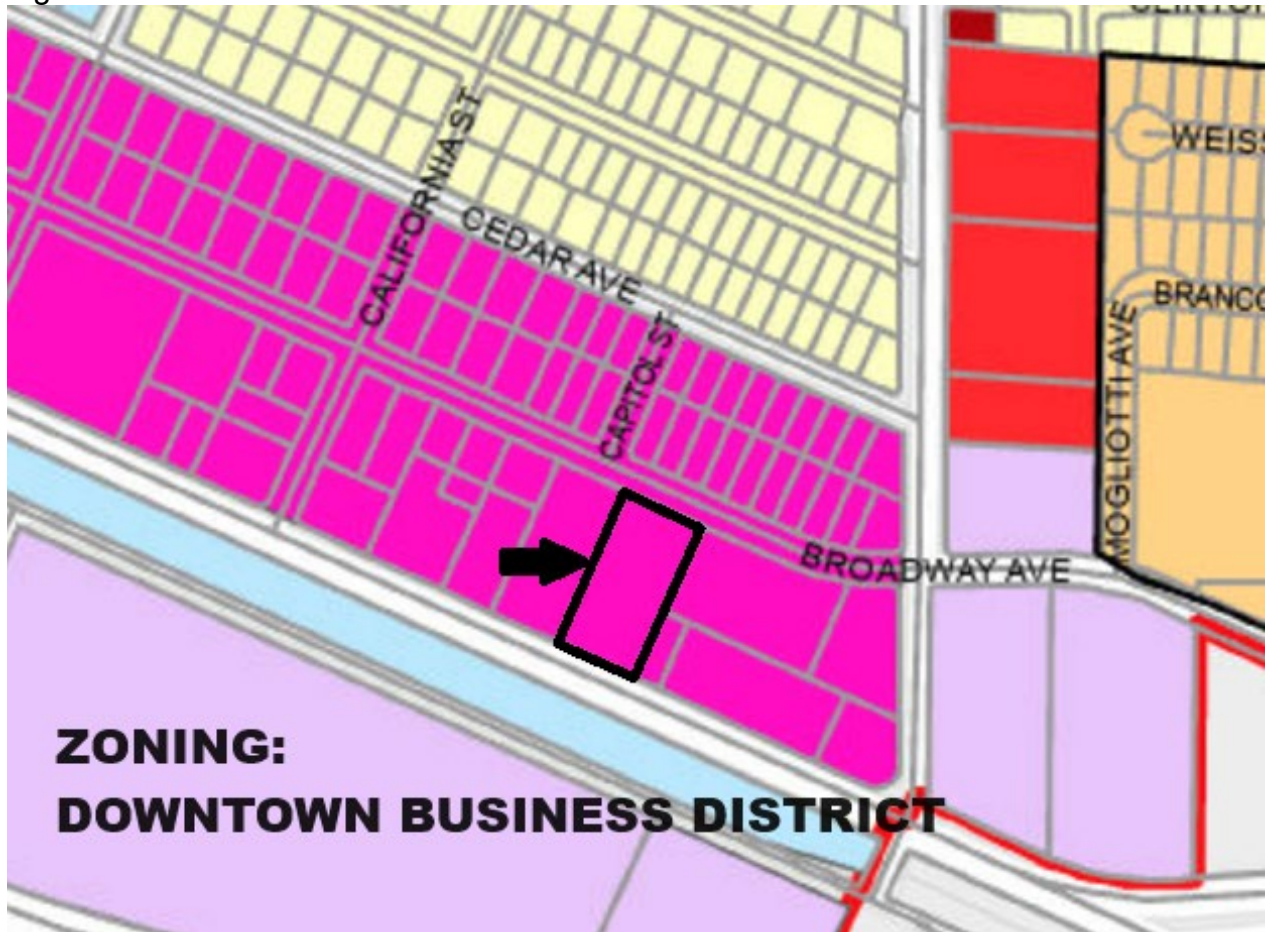 WEISS
CALIFORNIA ST
CEDAR AVE
BRANCO
CAPITOL ST
MOGLIOTTI AVE
BROADWAY AVE
ZONING:
DOWNTOWN BUSINESS DISTRICT